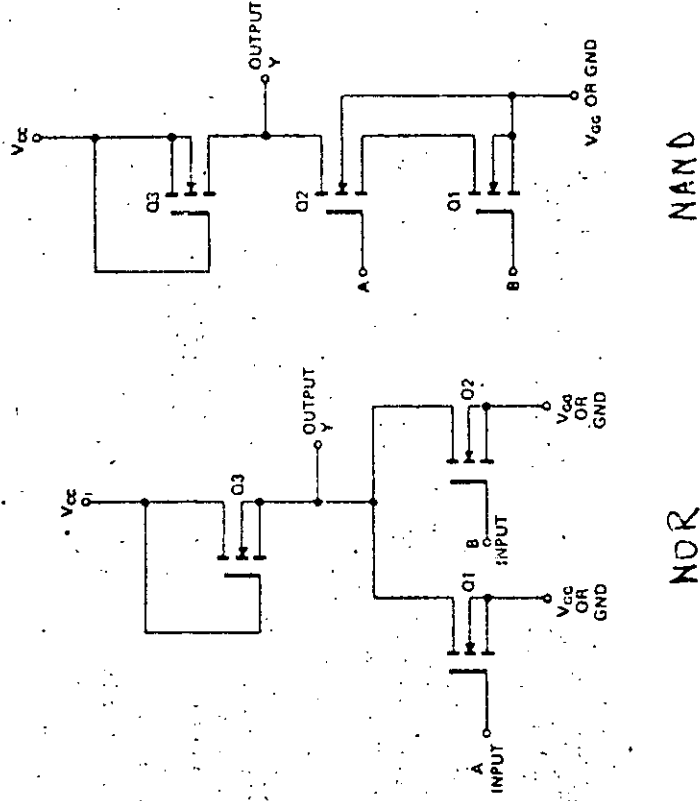 Vcc
Q3
OUTPUT
Y
B
INPUT
Q2
A
INPUT
Q1
VGG
OR
GND
VGG
OR
GND
NOR
Vcc
Q3
OUTPUT
Y
Q2
A
Q1
B
VGG OR GND
NAND